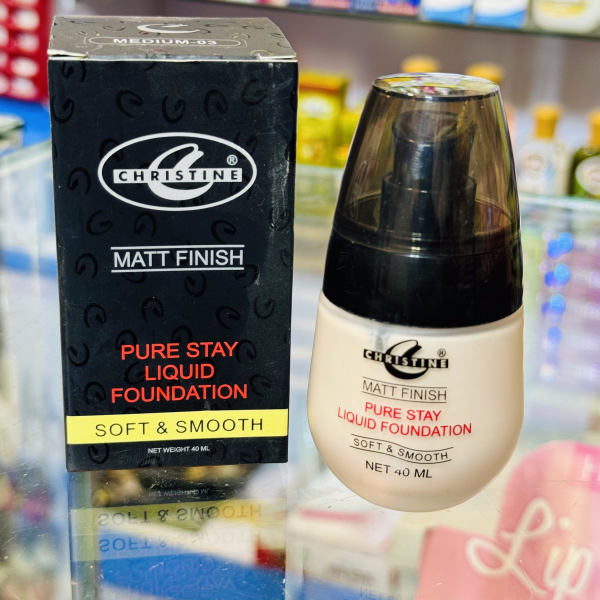 MEDIUM-03
CHRISTINE®
MATT FINISH
PURE STAY
LIQUID
FOUNDATION
SOFT & SMOOTH
NET WEIGHT 40 ML
CHRISTINE
MATT FINISH
PURE STAY
LIQUID FOUNDATION
SOFT & SMOOTH
NET 40 ML
Lip